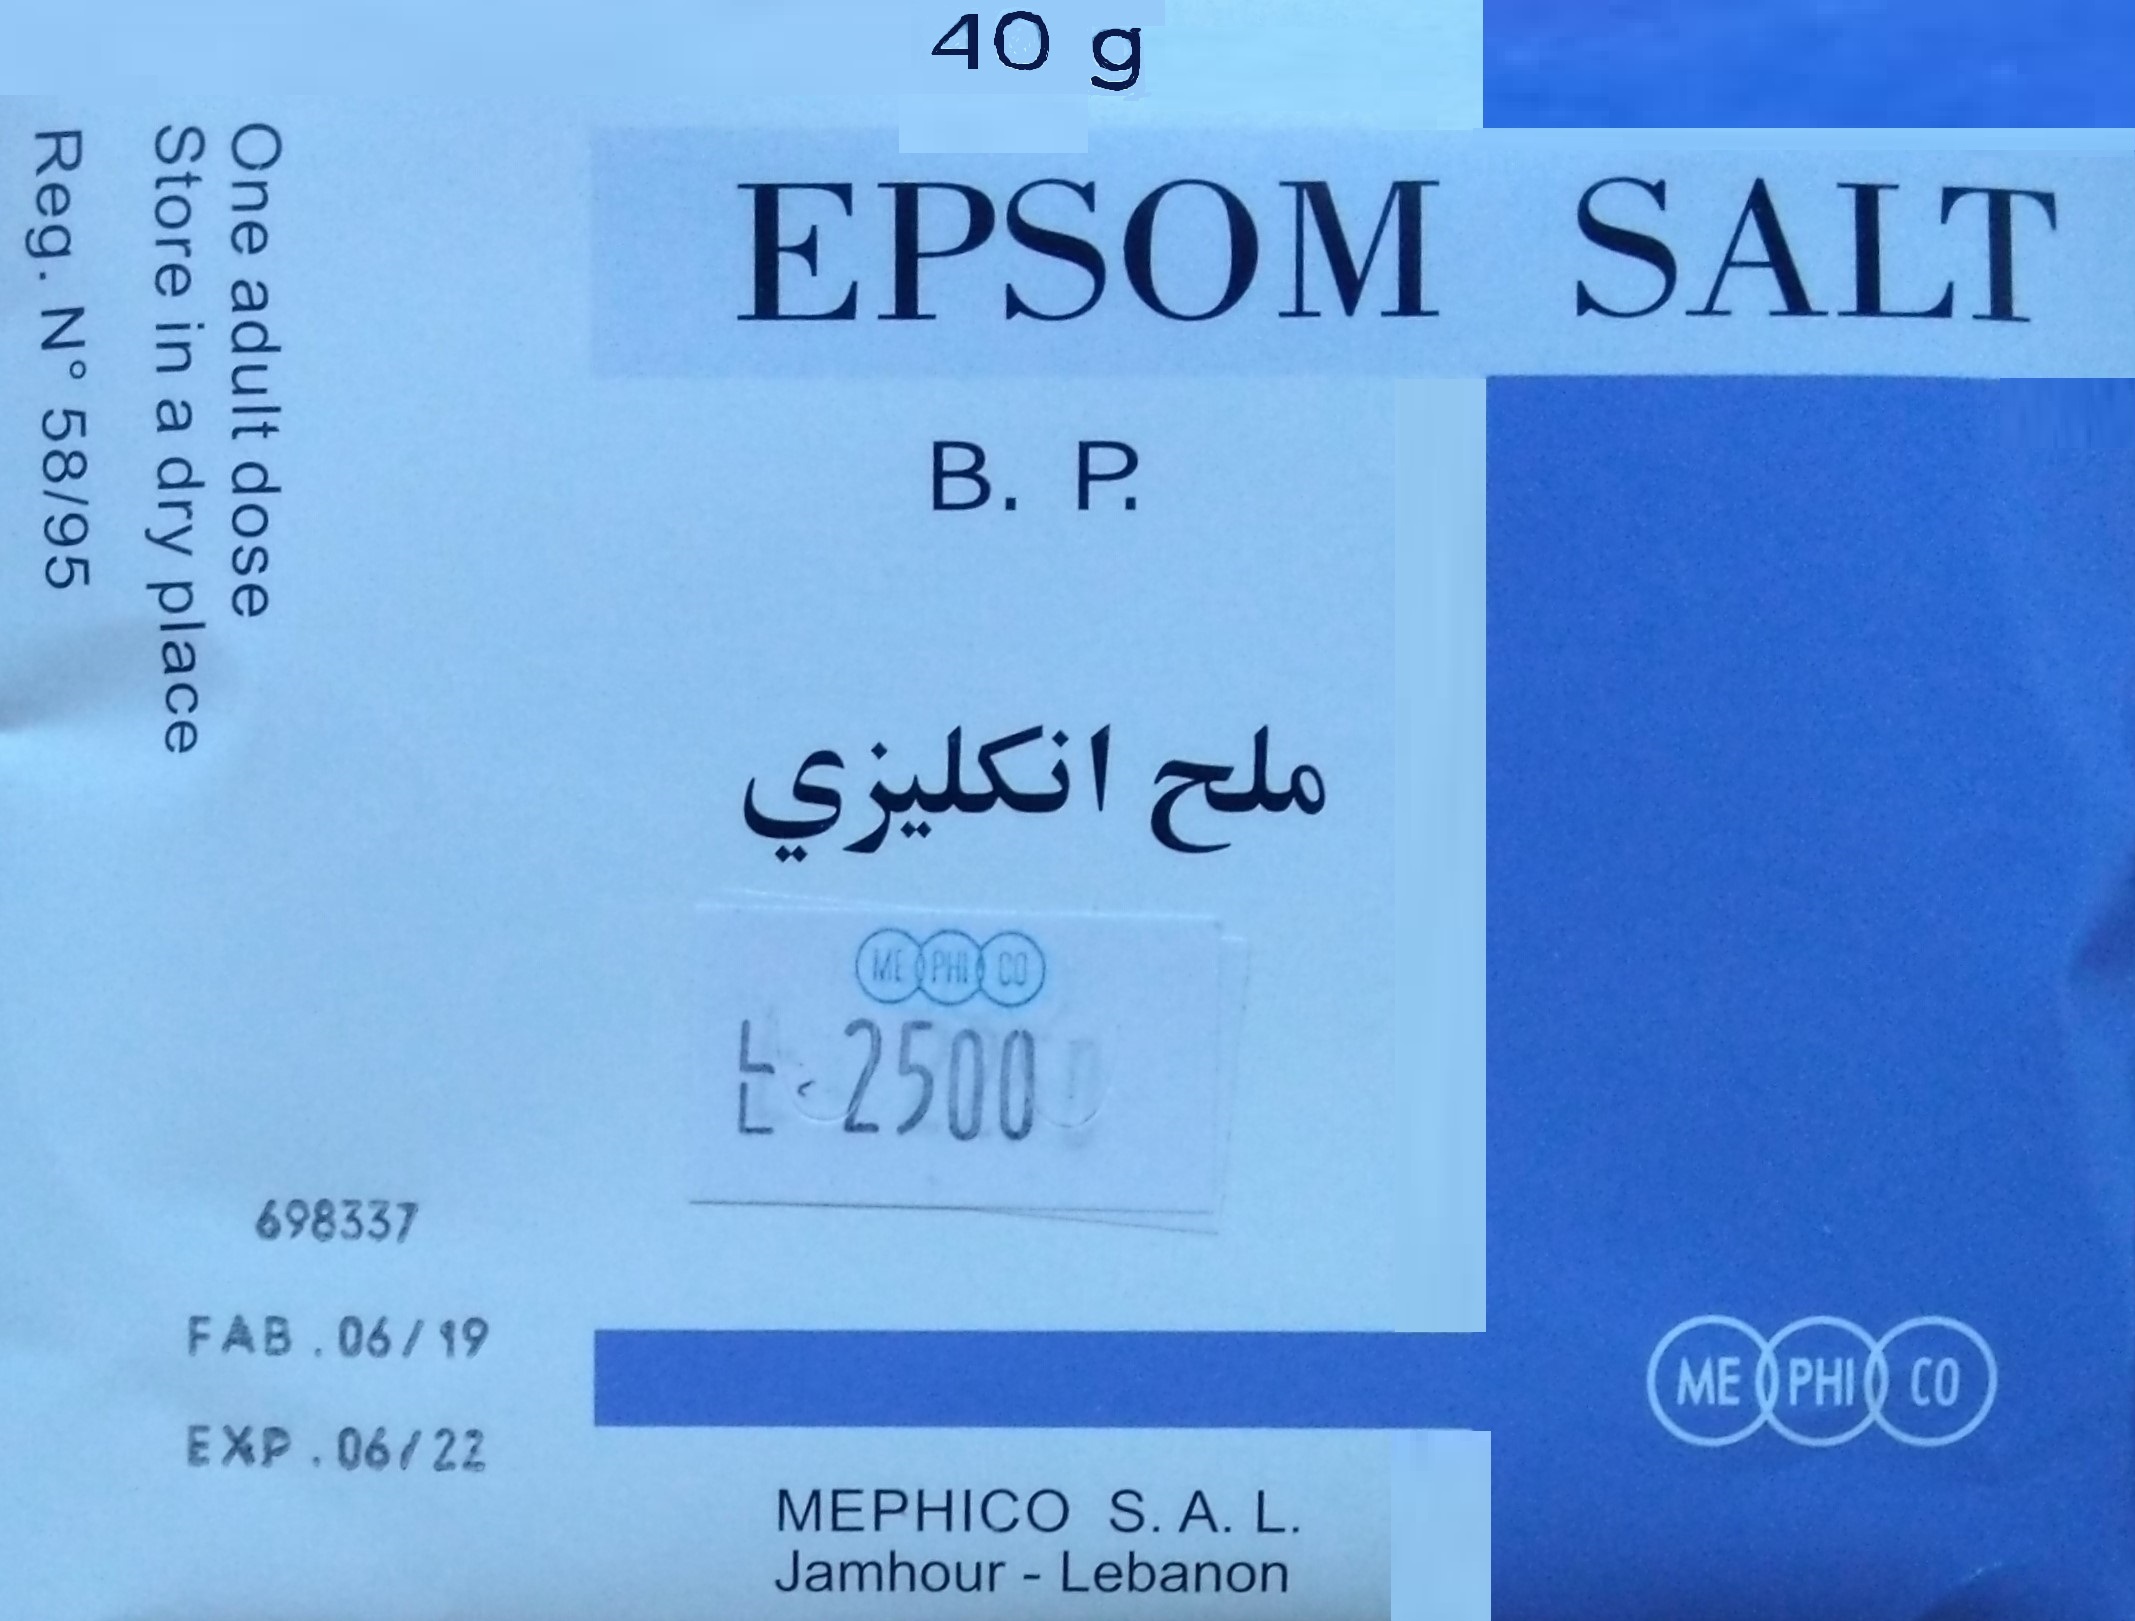 40 g
EPSOM SALT
B. P.
ملح انكليزي
ME PHI CO
L.L. 2500
One adult dose
Store in a dry place
Reg. N° 58/95
698337
FAB. 06/19
EXP. 06/22
ME PHI CO
MEPHICO S. A. L.
Jamhour - Lebanon